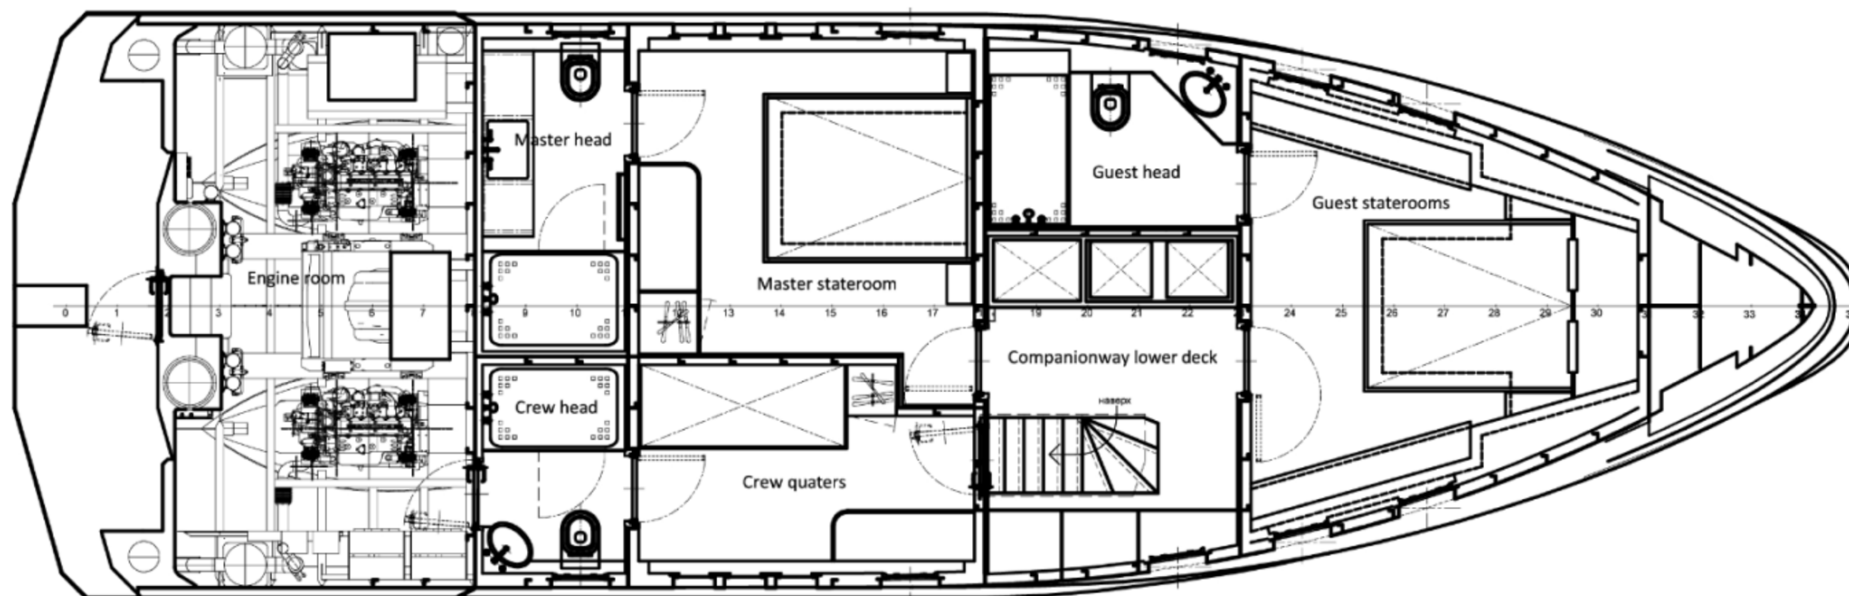 Master head
Guest head
Guest staterooms
Engine room
Master stateroom
0 1 2 3 4 5 6 7 9 10 13 14 15 16 17 19 20 21 22 23 24 25 26 27 28 29 30 32 33
Companionway lower deck
наверх
Crew head
Crew quaters